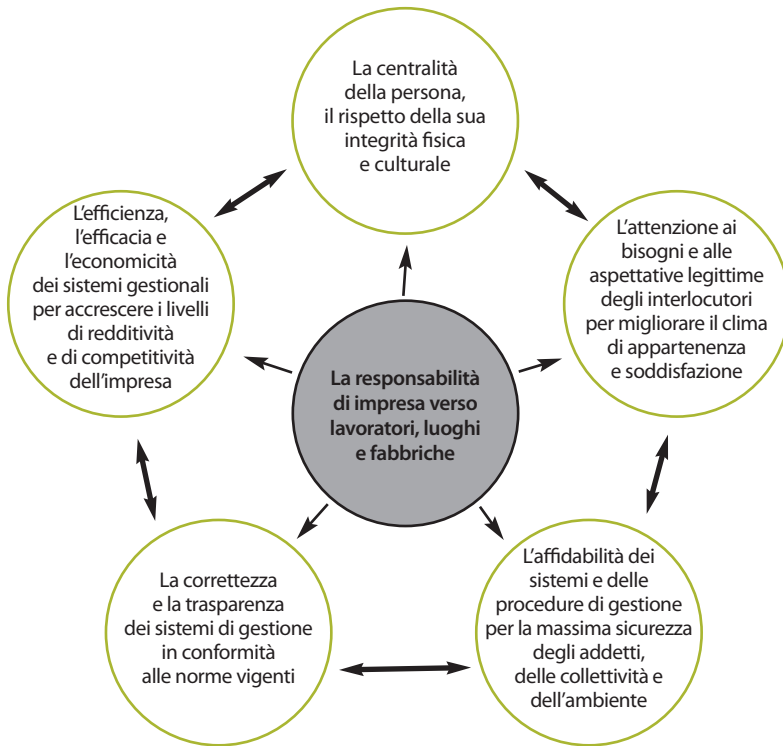 La centralità
della persona,
il rispetto della sua
integrità fisica
e culturale
L'efficienza,
l'efficacia e
l'economicità
dei sistemi gestionali
per accrescere i livelli
di redditività
e di competitività
dell'impresa
L'attenzione ai
bisogni e alle
aspettative legittime
degli interlocutori
per migliorare il clima
di appartenenza
e soddisfazione
La responsabilità
di impresa verso
lavoratori, luoghi
e fabbriche
La correttezza
e la trasparenza
dei sistemi di gestione
in conformità
alle norme vigenti
L'affidabilità dei
sistemi e delle
procedure di gestione
per la massima sicurezza
degli addetti,
delle collettività e
dell'ambiente